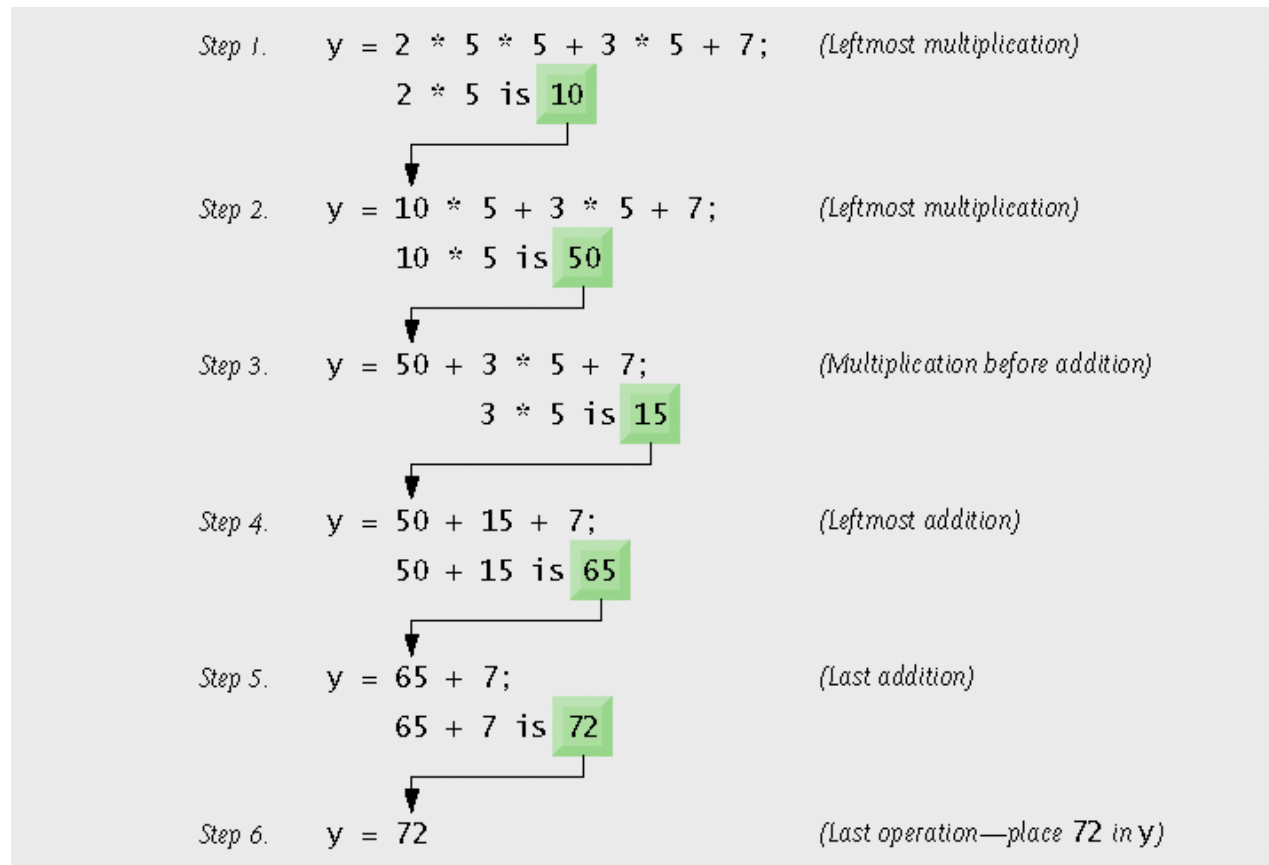 Step 1. y = 2 * 5 * 5 + 3 * 5 + 7; (Leftmost multiplication)
2 * 5 is 10
Step 2. y = 10 * 5 + 3 * 5 + 7; (Leftmost multiplication)
10 * 5 is 50
Step 3. y = 50 + 3 * 5 + 7; (Multiplication before addition)
3 * 5 is 15
Step 4. y = 50 + 15 + 7; (Leftmost addition)
50 + 15 is 65
Step 5. y = 65 + 7; (Last addition)
65 + 7 is 72
Step 6. y = 72 (Last operation—place 72 in y)